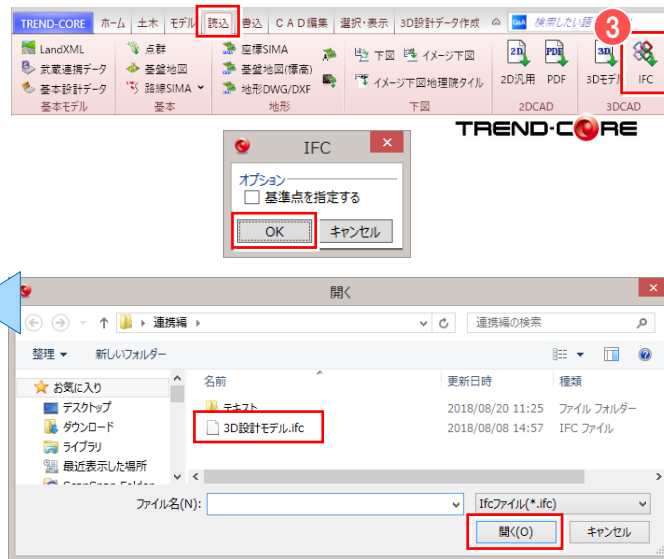 TREND-CORE ホーム 土木 モデル 読込 書込 CAD編集 選択・表示 3D設計データ作成 Q&A 検索したい語
3
LandXML 点群 座標SIMA 下図 イメージ下図 2D PDF 3D
武蔵連携データ 基盤地図 基盤地図(標高) 2D汎用 PDF 3Dモデ IFC
基本設計データ 路線SIMA 地形DWG/DXF イメージ下図地理院タイル
基本モデル 基本 地形 下図 2DCAD 3DCAD
TREND-CORE
IFC
オプション
基準点を指定する
OK キャンセル
開く
連携編 連携編の検索
整理 新しいフォルダー
お気に入り 名前 更新日時 種類
デスクトップ テキスト 2018/08/20 11:25 ファイル フォルダー
ダウンロード 3D設計モデル.ifc 2018/08/08 14:57 IFC ファイル
ライブラリ
最近表示した場所
ファイル名(N): Ifcファイル(*.ifc)
開く(O) キャンセル